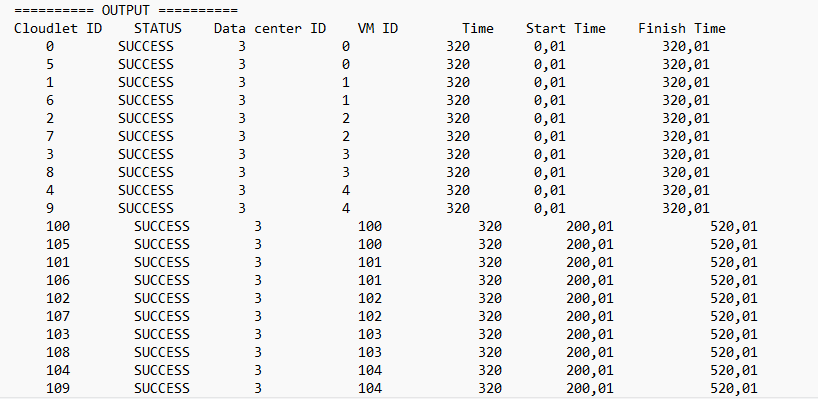 ========== OUTPUT ==========
Cloudlet ID    STATUS    Data center ID    VM ID        Time    Start Time    Finish Time
    0        SUCCESS        3            0            320        0,01            320,01
    5        SUCCESS        3            0            320        0,01            320,01
    1        SUCCESS        3            1            320        0,01            320,01
    6        SUCCESS        3            1            320        0,01            320,01
    2        SUCCESS        3            2            320        0,01            320,01
    7        SUCCESS        3            2            320        0,01            320,01
    3        SUCCESS        3            3            320        0,01            320,01
    8        SUCCESS        3            3            320        0,01            320,01
    4        SUCCESS        3            4            320        0,01            320,01
    9        SUCCESS        3            4            320        0,01            320,01
    100        SUCCESS        3            100            320        200,01            520,01
    105        SUCCESS        3            100            320        200,01            520,01
    101        SUCCESS        3            101            320        200,01            520,01
    106        SUCCESS        3            101            320        200,01            520,01
    102        SUCCESS        3            102            320        200,01            520,01
    107        SUCCESS        3            102            320        200,01            520,01
    103        SUCCESS        3            103            320        200,01            520,01
    108        SUCCESS        3            103            320        200,01            520,01
    104        SUCCESS        3            104            320        200,01            520,01
    109        SUCCESS        3            104            320        200,01            520,01